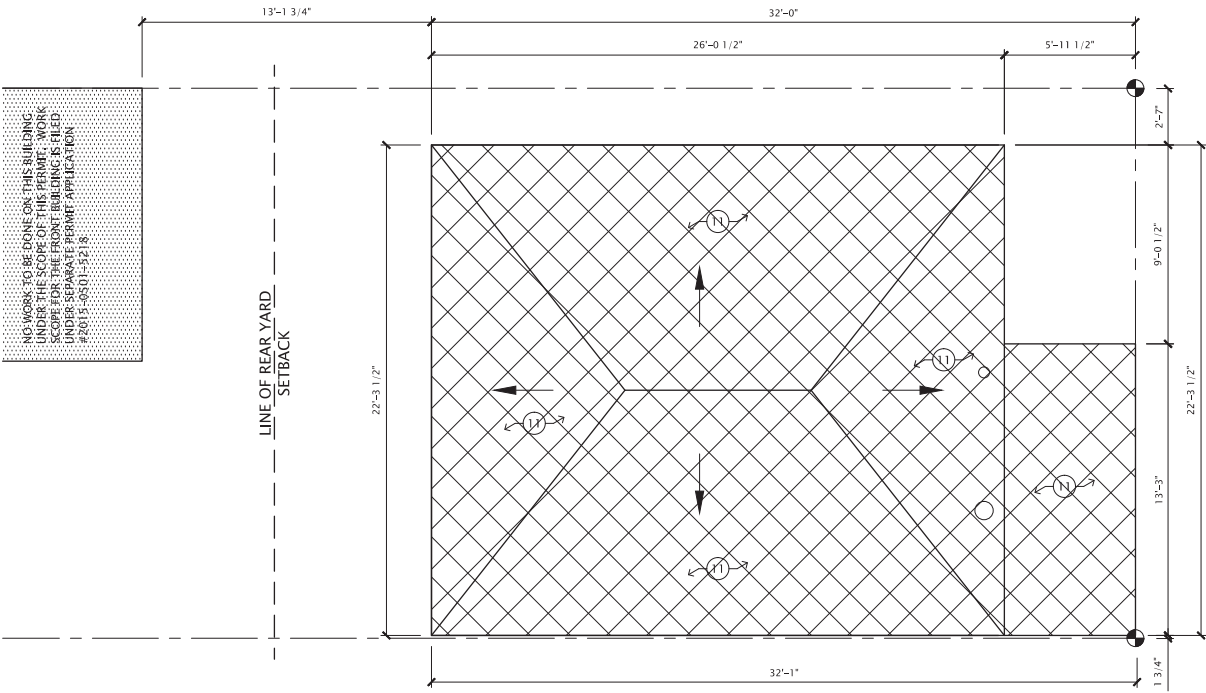 13'-1 3/4"
32'-0"
26'-0 1/2"
5'-11 1/2"
2'-7"
NO WORK TO BE DONE ON THIS BUILDING
UNDER THE SCOPE OF THIS PERMIT. WORK
SCOPE FOR THE FRONT BUILDING IS FILED
UNDER SEPARATE PERMIT APPLICATION
#2015-0501-5218
LINE OF REAR YARD
SETBACK
22'-3 1/2"
11
11
11
11
11
9'-0 1/2"
22'-3 1/2"
13'-3"
32'-1"
1 3/4"